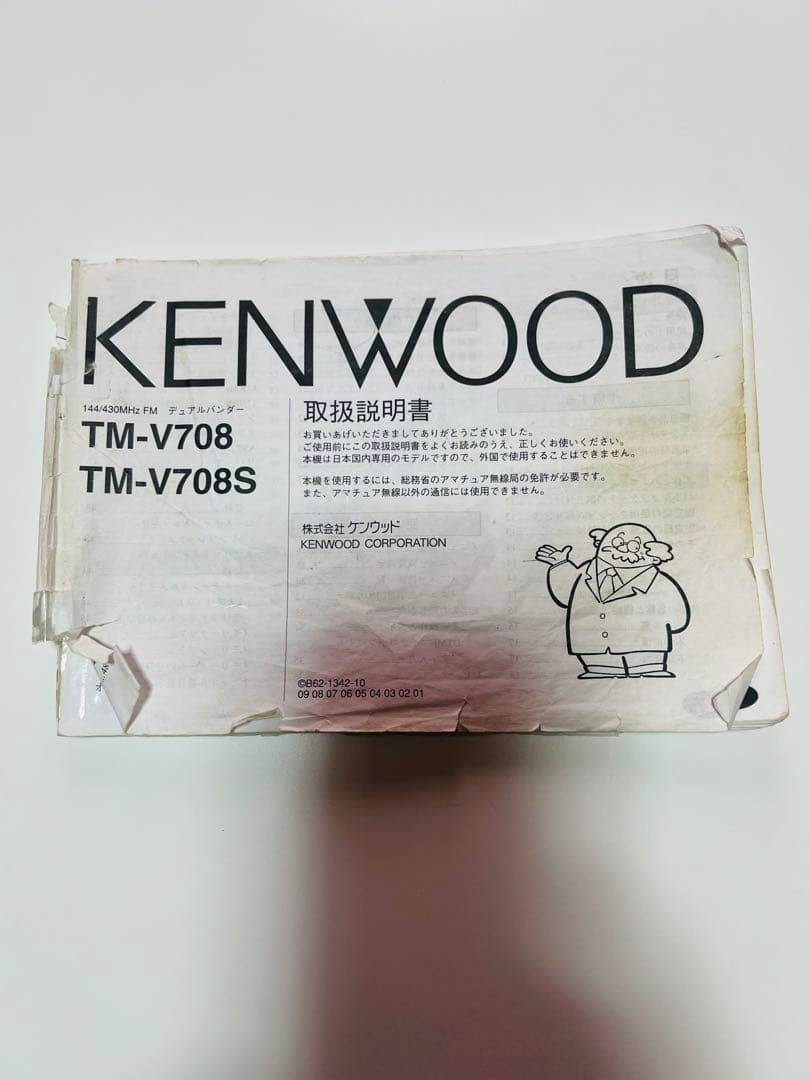 KENWOOD
144/430MHz FM デュアルバンダー
TM-V708
TM-V708S
取扱説明書
お買いあげいただきましてありがとうございました。
ご使用前にこの取扱説明書をよくお読みのうえ、正しくお使いください。
本機は日本国内専用のモデルですので、外国で使用することはできません。
本機を使用するには、総務省のアマチュア無線局の免許が必要です。
また、アマチュア無線以外の通信には使用できません。
株式会社 ケンウッド
KENWOOD CORPORATION
©B62-1342-10
09 08 07 06 05 04 03 02 01